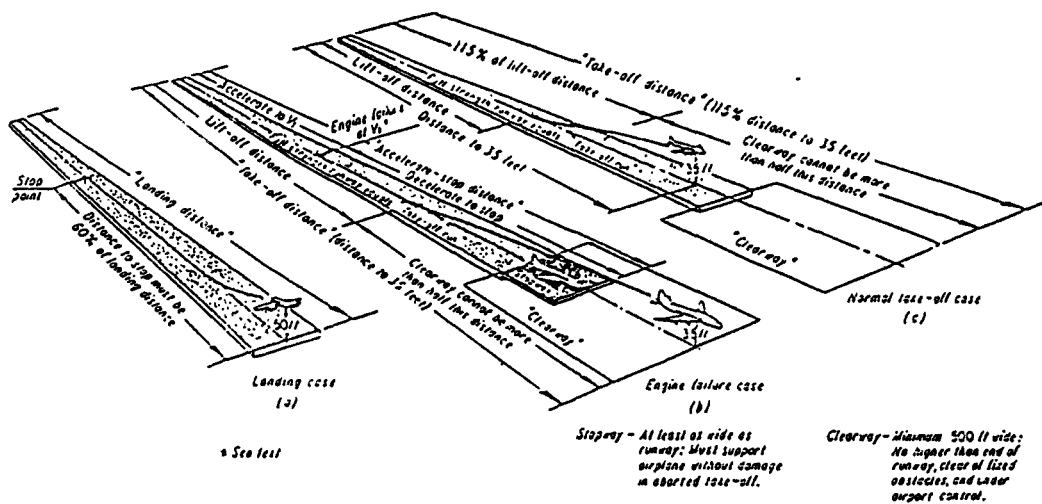 Stop
point
"Landing distance"
Distance to stop must be
60% of landing distance
50 ft
Landing case
(a)
* See text
Accelerate to V₁
Lift-off distance
"Take-off distance" (distance to
35 feet)
Engine failure
at V₁*
"Accelerate-stop distance"
Decelerate to stop
Clearway cannot be more
than half this distance
"Clearway"
35 ft
Engine failure case
(b)
Stopway – At least as wide as
runway; Must support
airplane without damage
in aborted take-off.
115% of lift-off distance
Lift-off distance
Full strength runway
Take-off
Distance to 35 feet
"Take-off distance" (115%
distance to 35 feet)
Clearway cannot be more
than half this distance
35 ft
"Clearway"
Normal take-off case
(c)
Clearway – Minimum 500 ft wide;
No higher than end of
runway, clear of fixed
obstacles, and under
airport control.